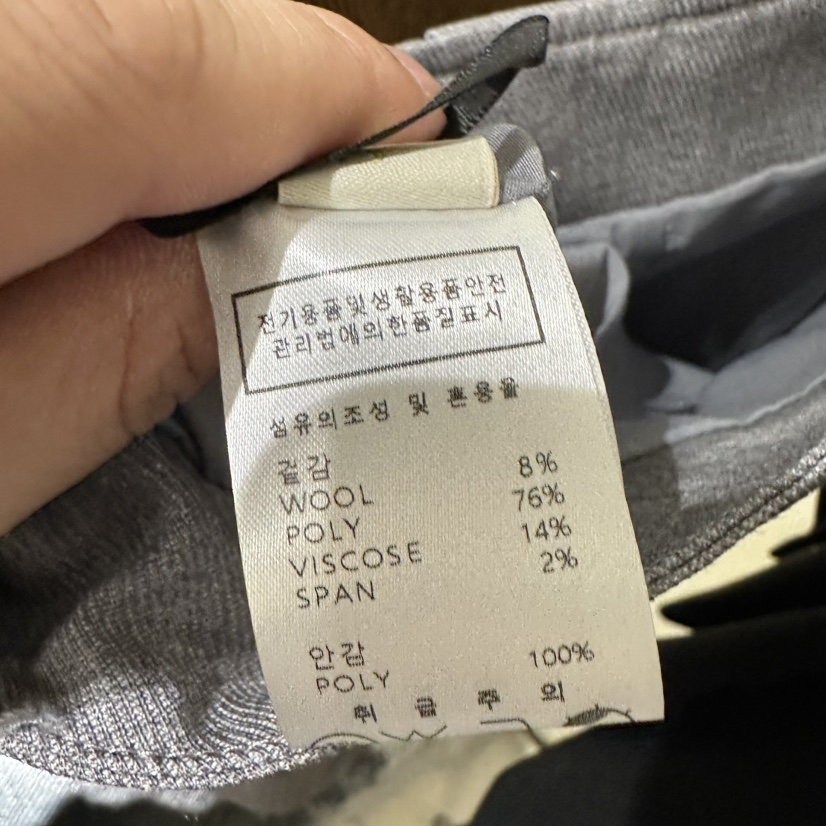 전기용품및생활용품안전
관리법에의한품질표시
섬유의조성 및 혼용율
겉감
WOOL 8%
POLY 76%
VISCOSE 14%
SPAN 2%
안감
POLY 100%
취 급 주 의